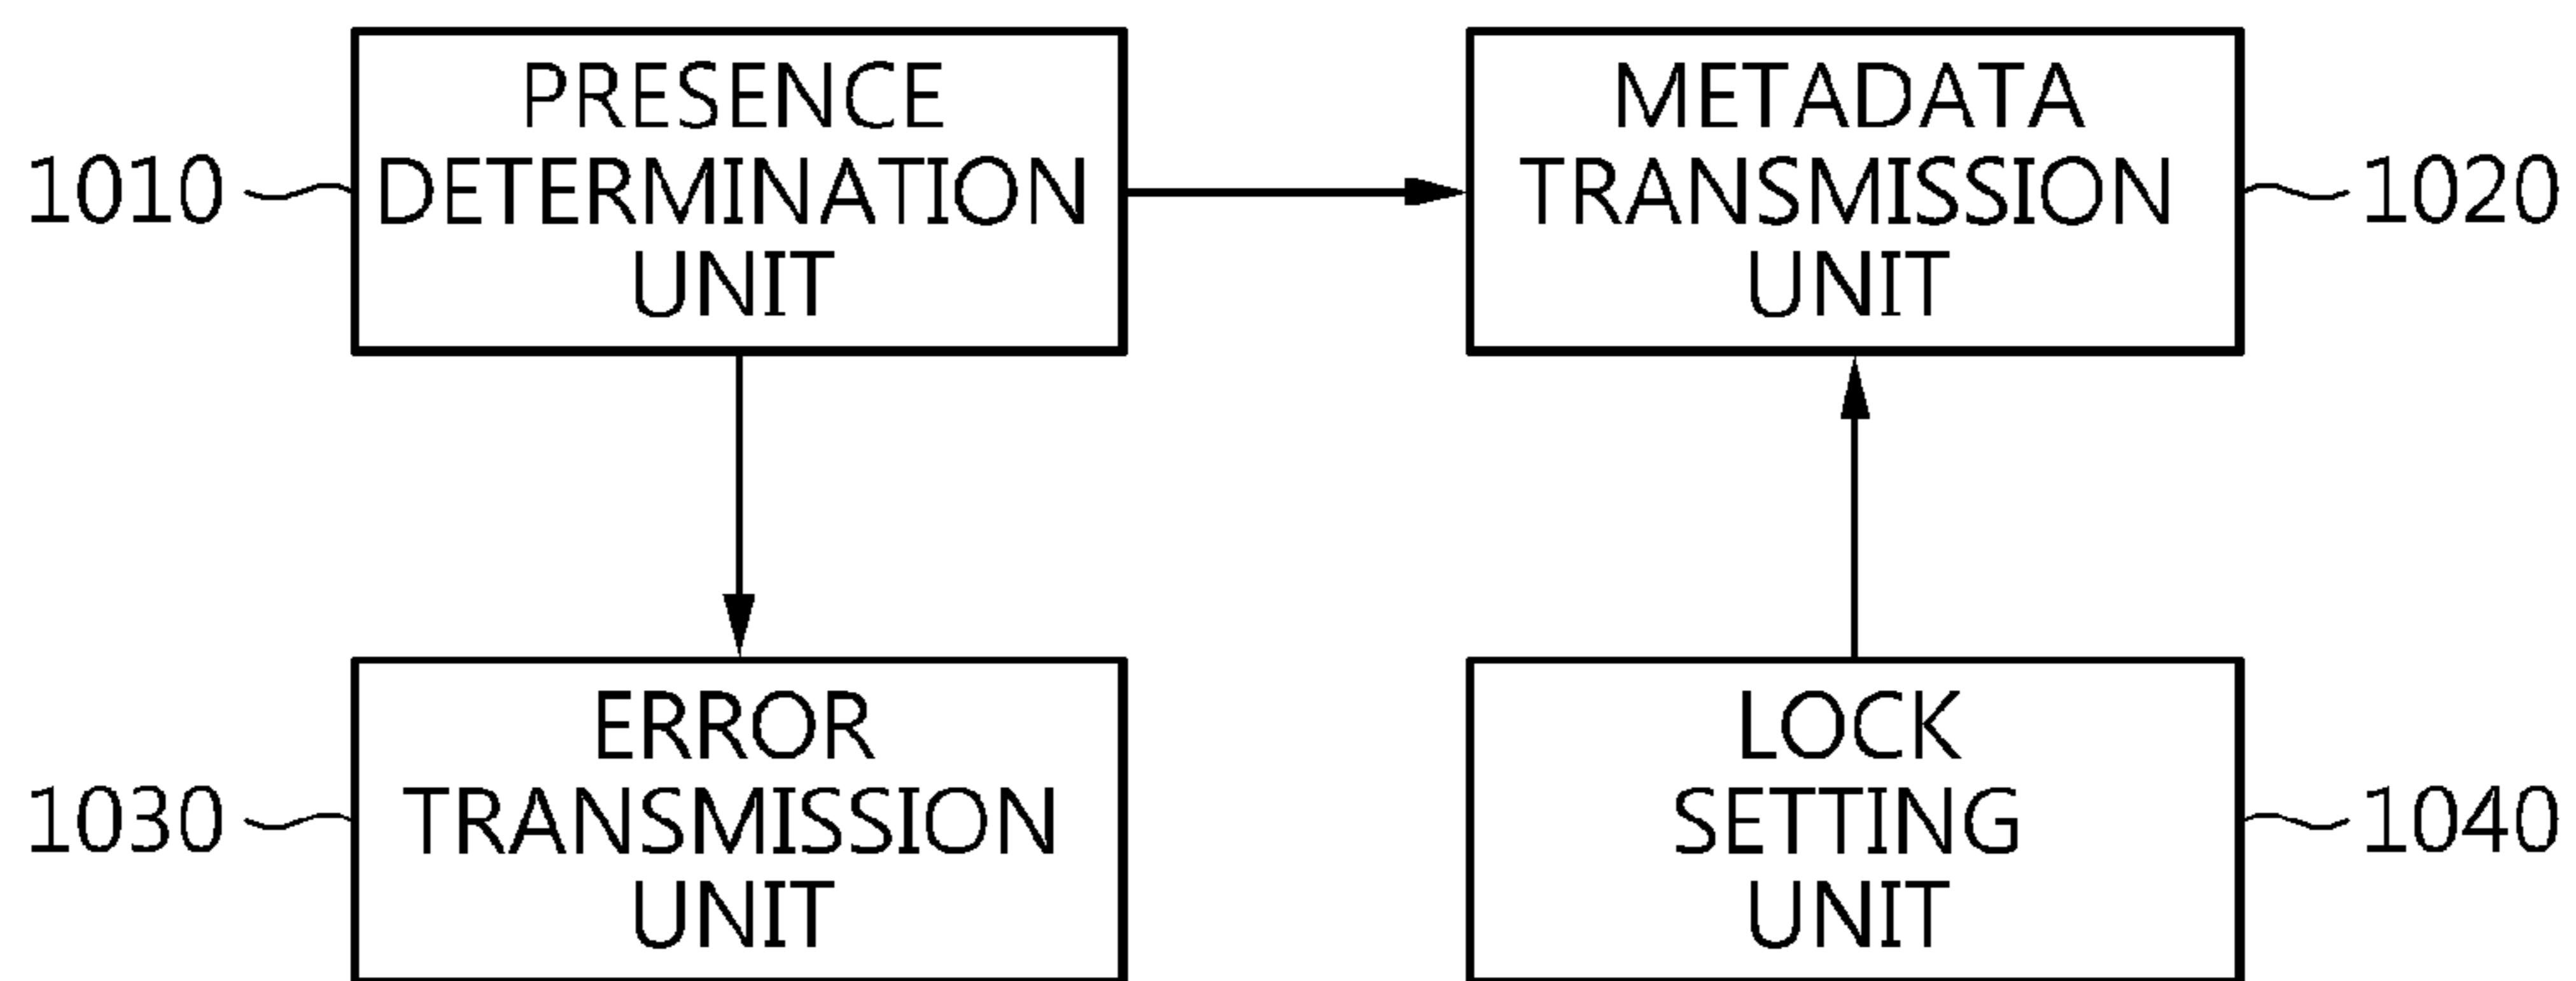 PRESENCE
DETERMINATION
UNIT
1010
METADATA
TRANSMISSION
UNIT
1020
ERROR
TRANSMISSION
UNIT
1030
LOCK
SETTING
UNIT
1040